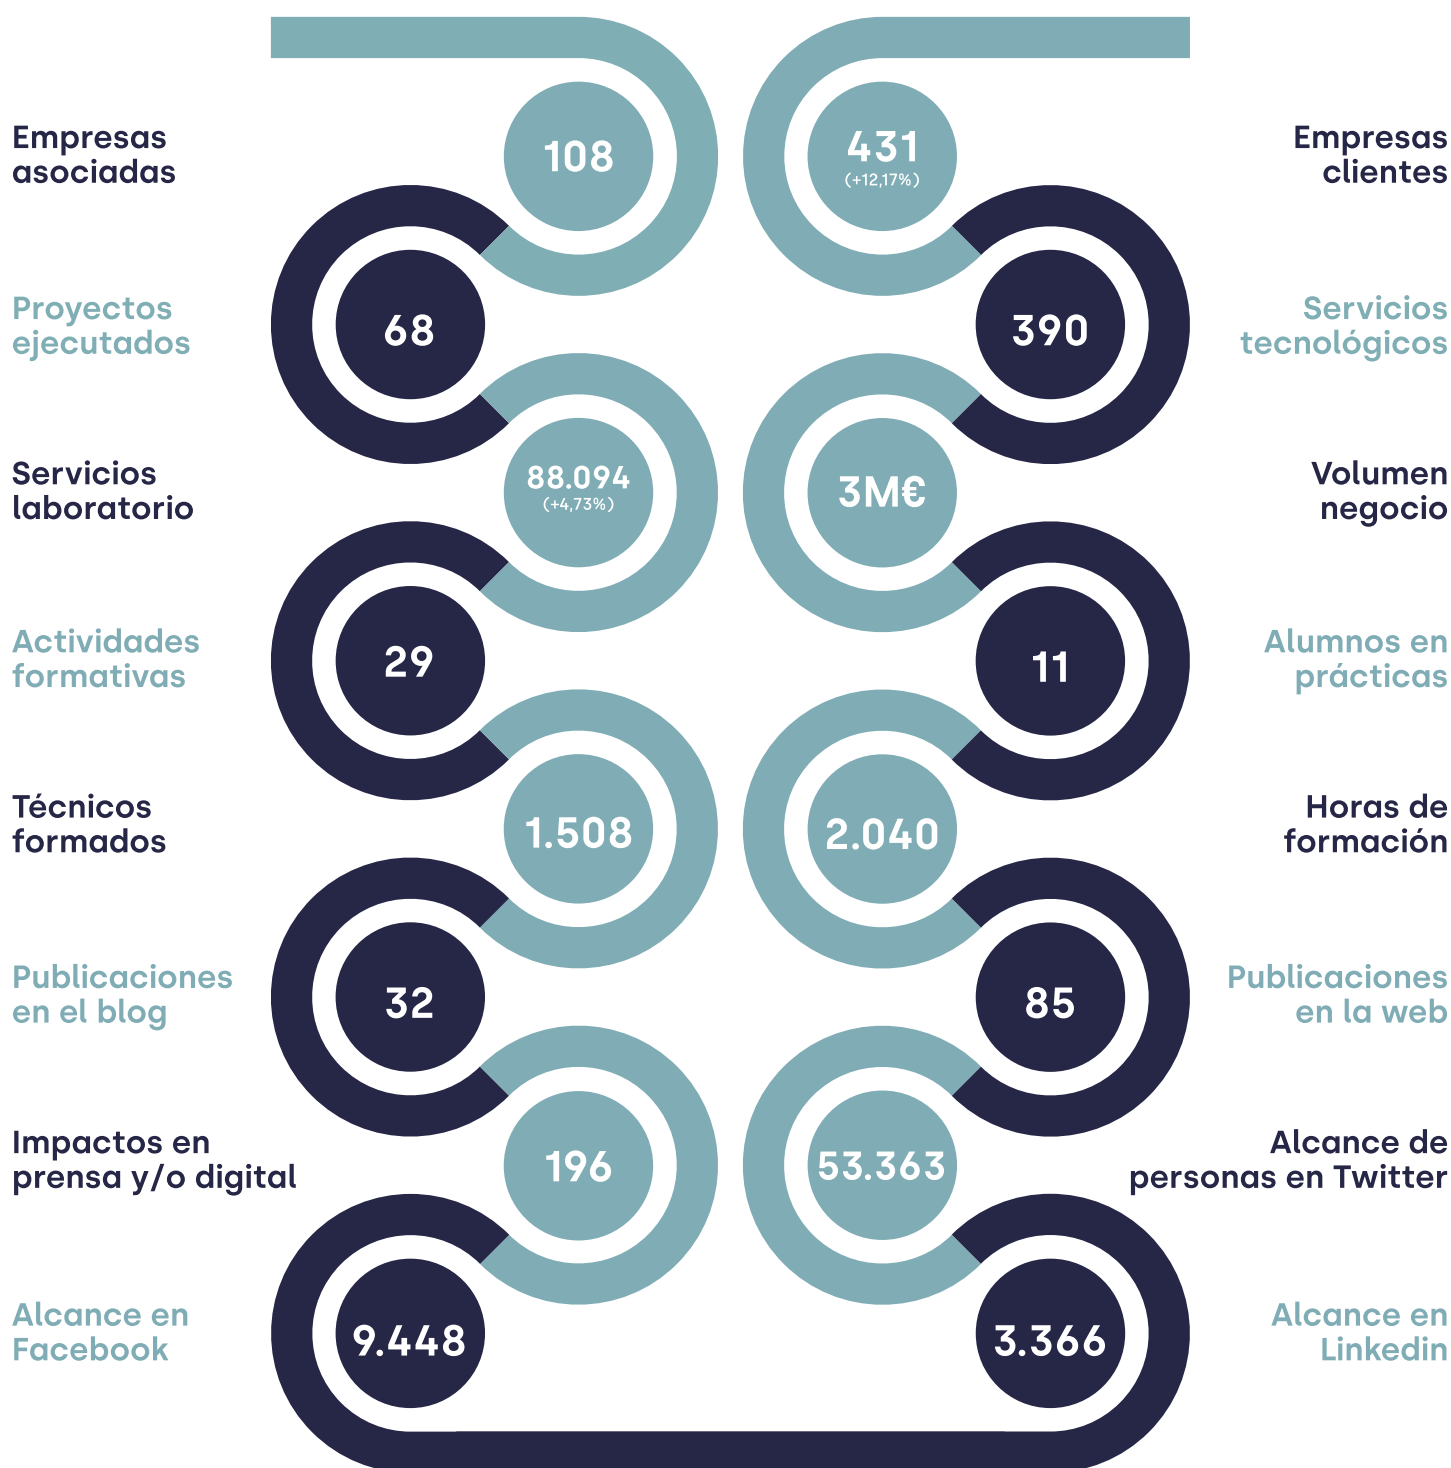 Empresas
asociadas
108
431
(+12,17%)
Empresas
clientes
Proyectos
ejecutados
68
390
Servicios
tecnológicos
Servicios
laboratorio
88.094
(+4,73%)
3M€
Volumen
negocio
Actividades
formativas
29
11
Alumnos en
prácticas
Técnicos
formados
1.508
2.040
Horas de
formación
Publicaciones
en el blog
32
85
Publicaciones
en la web
Impactos en
prensa y/o digital
196
53.363
Alcance de
personas en Twitter
Alcance en
Facebook
9.448
3.366
Alcance en
Linkedin